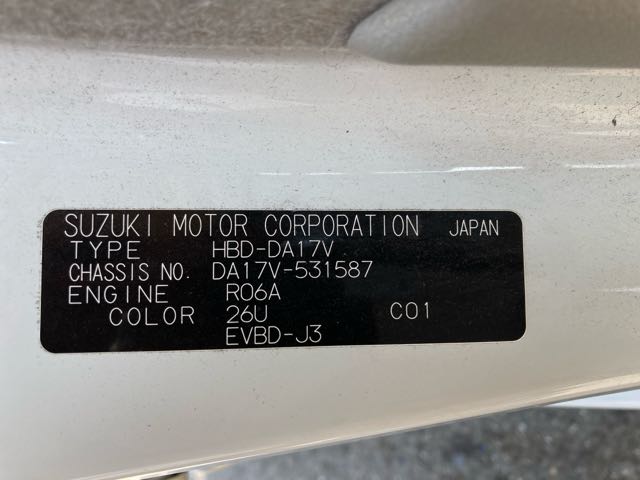 SUZUKI MOTOR CORPORATION JAPAN
TYPE HBD-DA17V
CHASSIS NO. DA17V-531587
ENGINE R06A
COLOR 26U C01
EVBD-J3